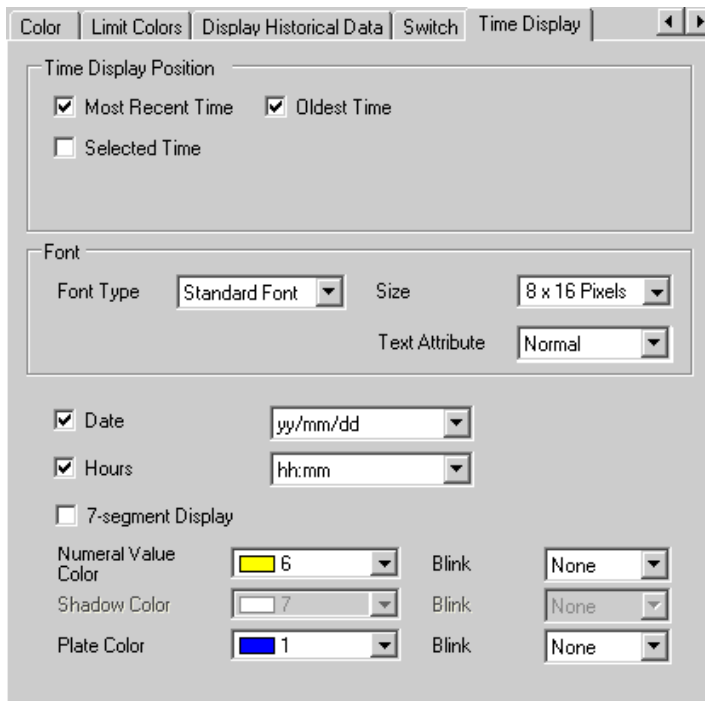 Color Limit Colors Display Historical Data Switch Time Display
Time Display Position
Most Recent Time Oldest Time
Selected Time
Font
Font Type Standard Font Size 8 x 16 Pixels
Text Attribute Normal
Date yy/mm/dd
Hours hh:mm
7-segment Display
Numeral Value
Color 6 Blink None
Shadow Color 7 Blink None
Plate Color 1 Blink None